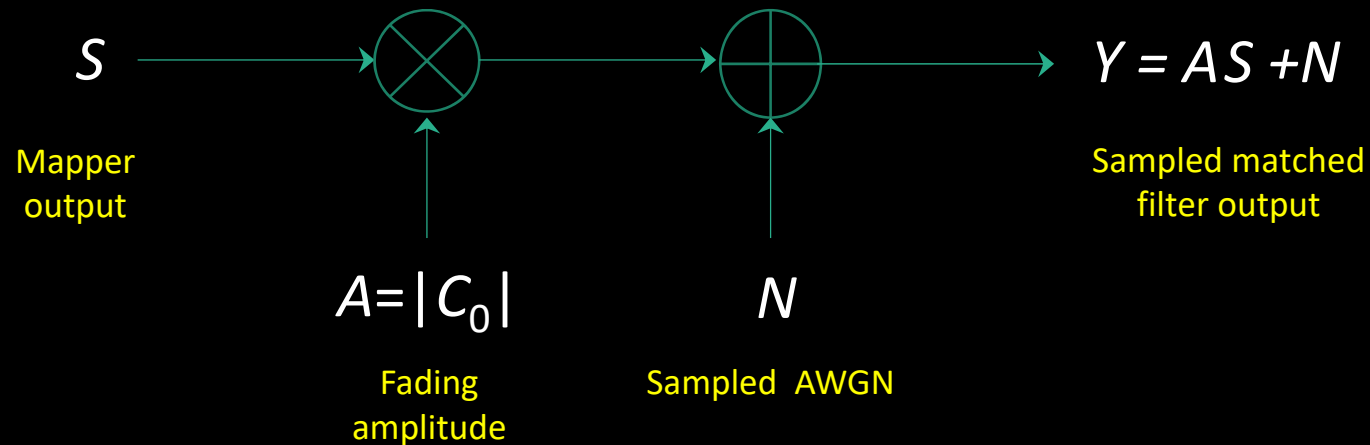 S
Y = AS +N
Mapper
output
Sampled matched
filter output
A=|C₀|
N
Fading
amplitude
Sampled AWGN